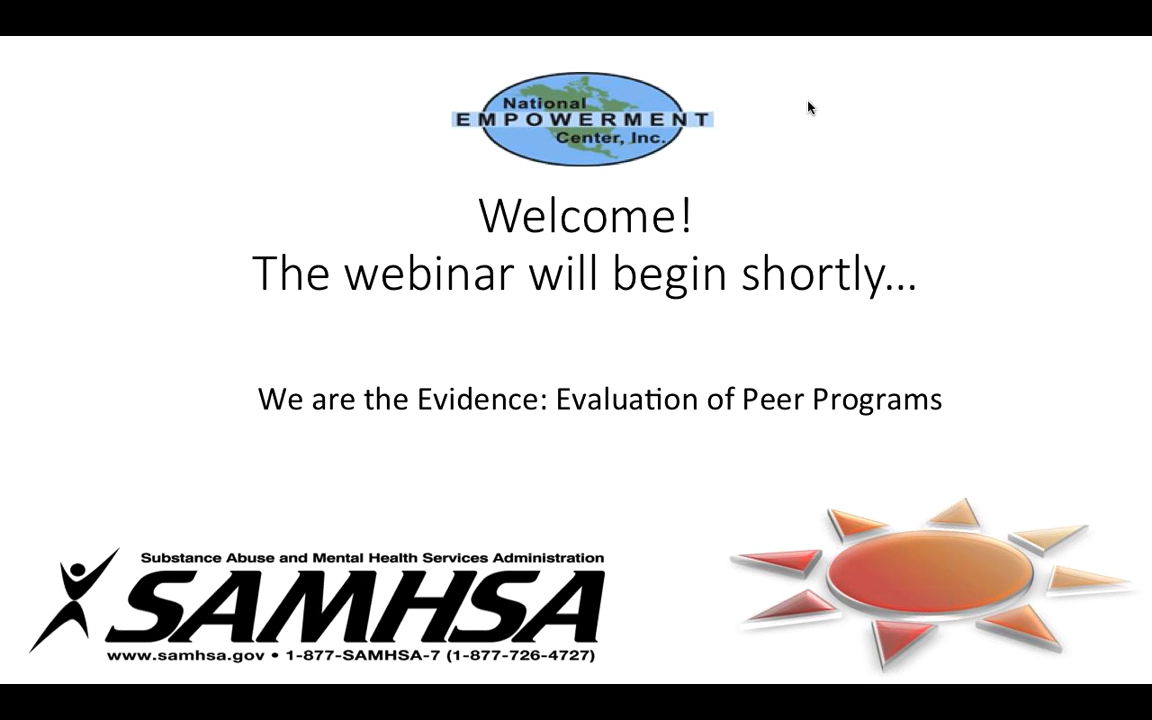 National
EMPOWERMENT
Center, Inc.
Welcome!
The webinar will begin shortly...
We are the Evidence: Evaluation of Peer Programs
Substance Abuse and Mental Health Services Administration
SAMHSA
www.samhsa.gov • 1-877-SAMHSA-7 (1-877-726-4727)